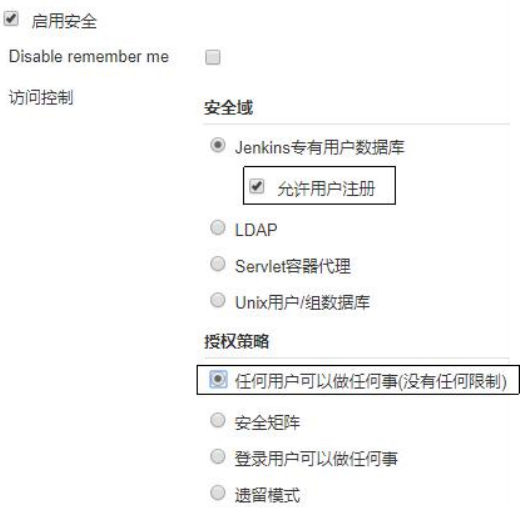 启用安全
Disable remember me
访问控制
安全域
Jenkins专有用户数据库
允许用户注册
LDAP
Servlet容器代理
Unix用户/组数据库
授权策略
任何用户可以做任何事(没有任何限制)
安全矩阵
登录用户可以做任何事
遗留模式